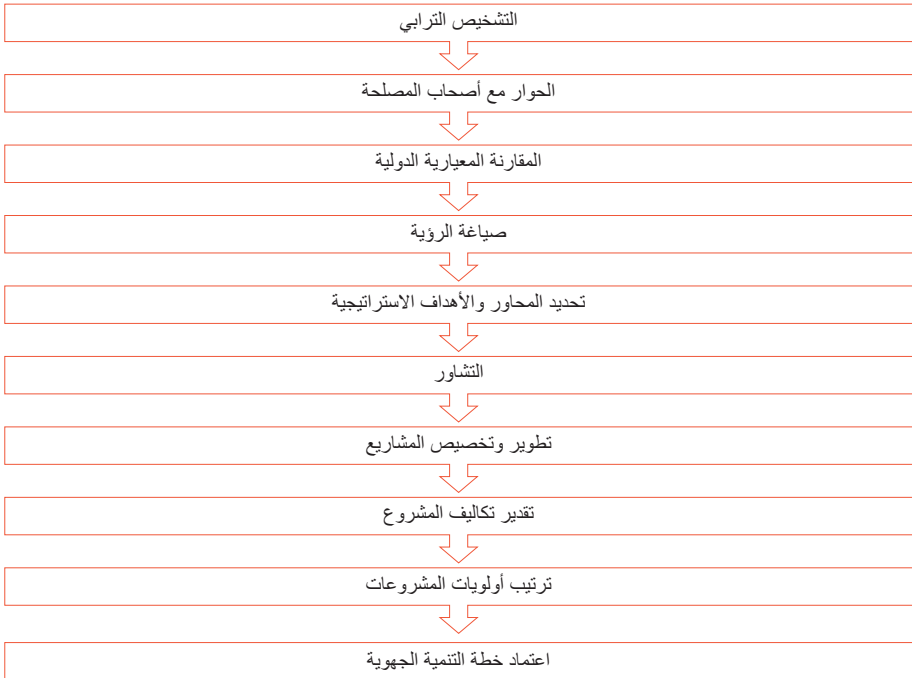 التشخيص الترابي
الحوار مع أصحاب المصلحة
المقارنة المعيارية الدولية
صياغة الرؤية
تحديد المحاور والأهداف الاستراتيجية
التشاور
تطوير وتخصيص المشاريع
تقدير تكاليف المشروع
ترتيب أولويات المشروعات
اعتماد خطة التنمية الجهوية